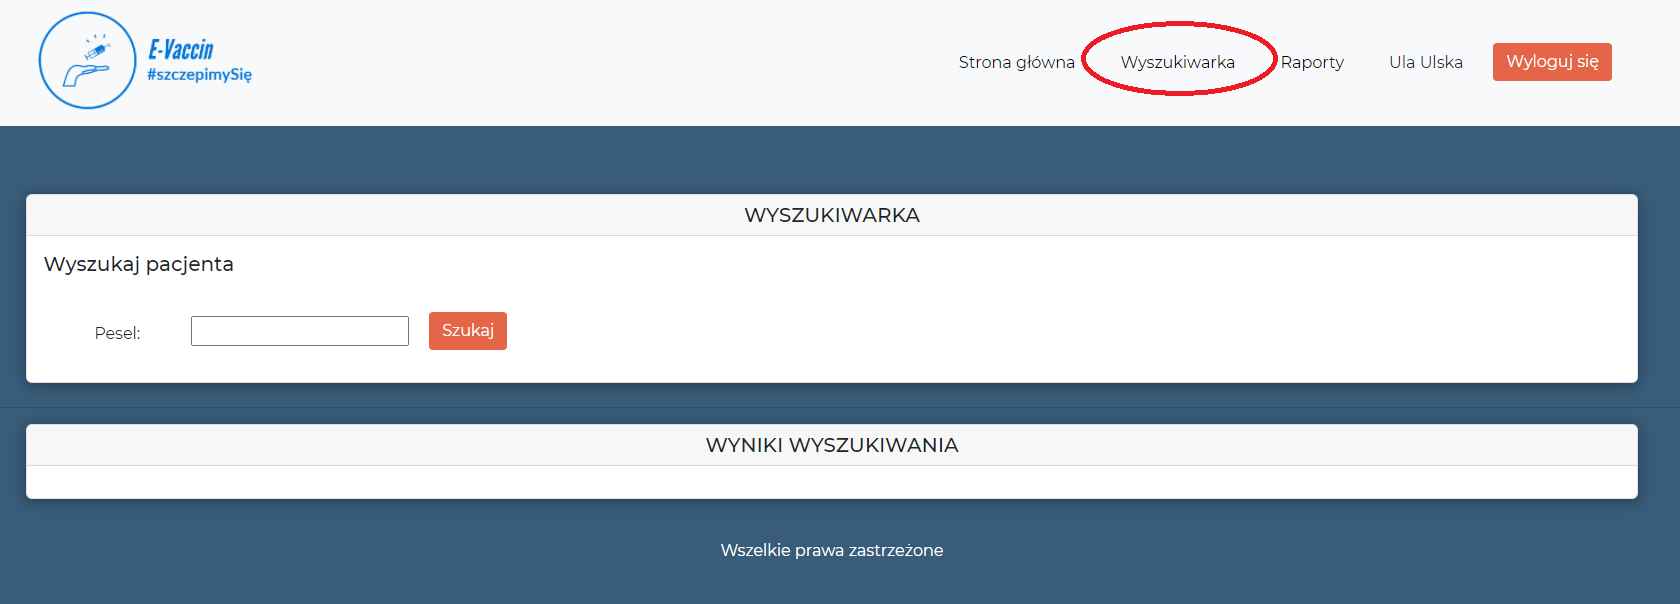 E-Vaccin
#szczepimySię
Strona główna Wyszukiwarka Raporty Ula Ulska Wyloguj się
WYSZUKIWARKA
Wyszukaj pacjenta
Pesel: Szukaj
WYNIKI WYSZUKIWANIA
Wszelkie prawa zastrzeżone